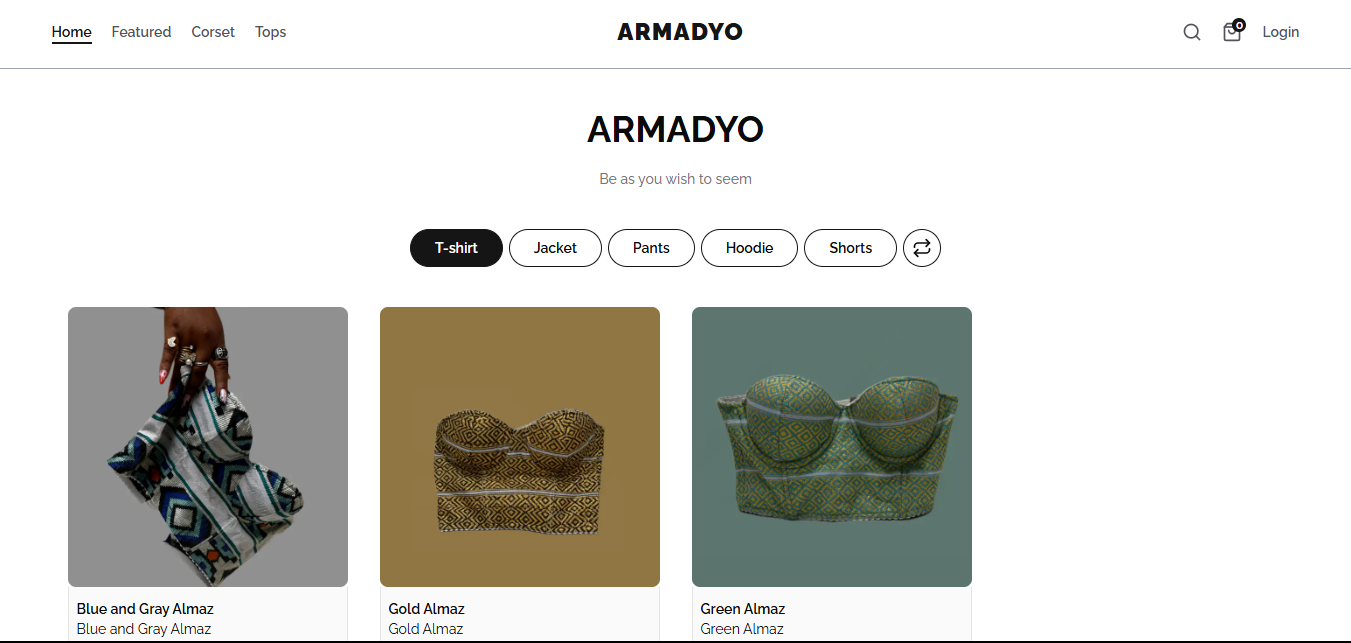 Home Featured Corset Tops ARMADYO 0 Login
ARMADYO
Be as you wish to seem
T-shirt Jacket Pants Hoodie Shorts
Blue and Gray Almaz Gold Almaz Green Almaz
Blue and Gray Almaz Gold Almaz Green Almaz